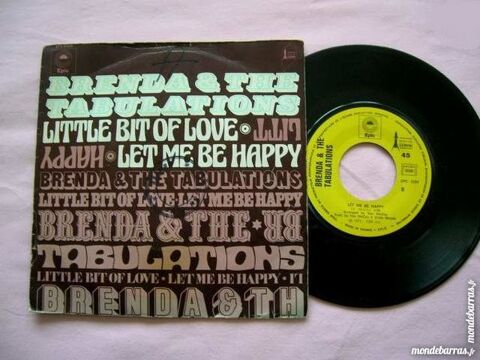 Epic
BRENDA & THE
TABULATIONS
LITTLE BIT OF LOVE •
LITT
HAPPY • LET ME BE HAPPY
BRENDA & THE TABULATIONS
LITTLE BIT OF LOVE • LET ME BE HAPPY
BRENDA & THE
TABULATIONS
LITTLE BIT OF LOVE • LET ME BE HAPPY •
BRENDA & TH
Epic
BRENDA & THE
TABULATIONS
45
LET ME BE HAPPY
mondebarras.fr
mondebarras.fr